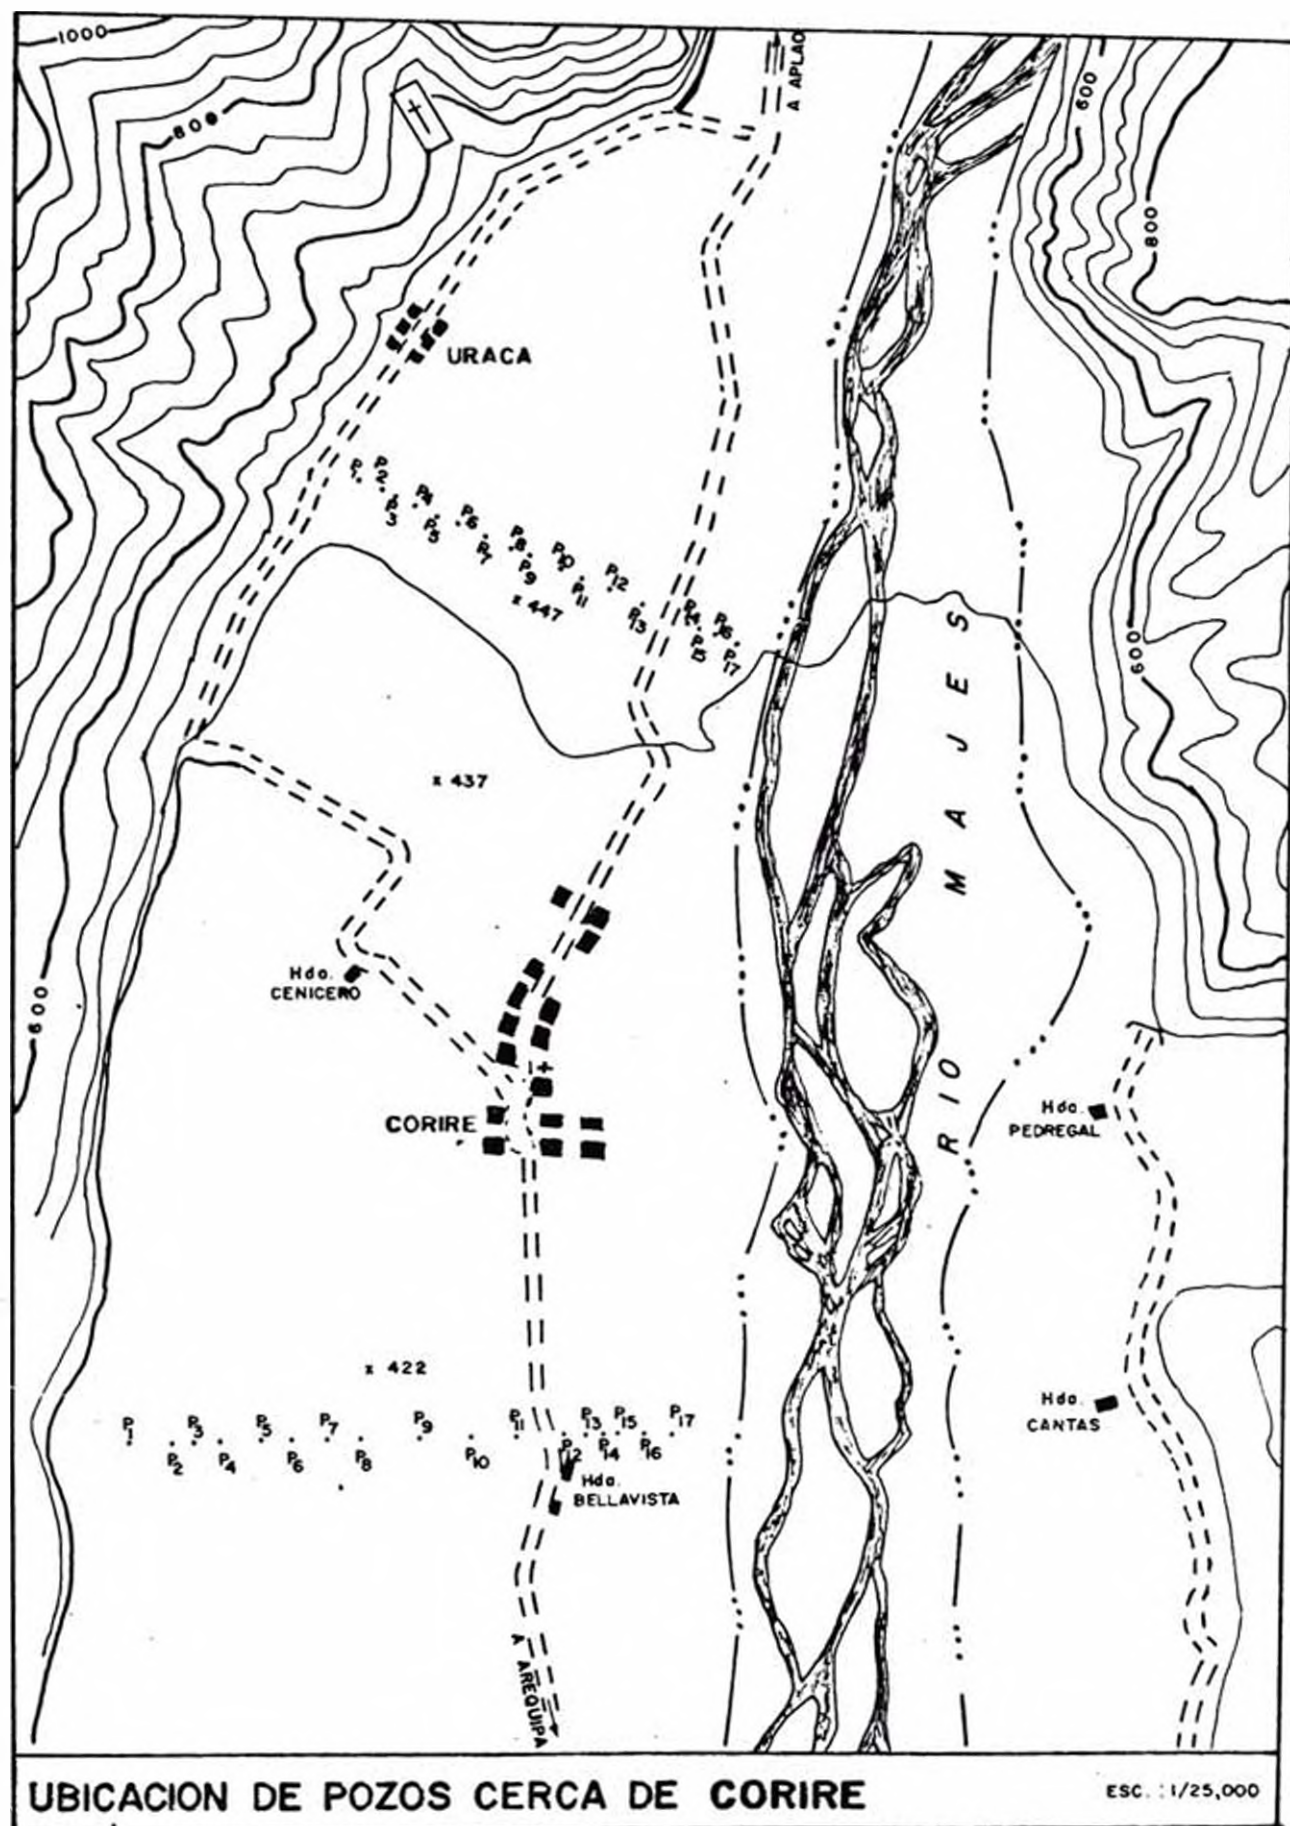 1000
800
A APLAO
600
800
URACA
P1
P2
P3
P4
P5
P6
P7
P8
P9
P10
P11
P12
P13
P14
P15
P16
P17
x 447
600
RIO MAJES
x 437
600
Hda.
CENICERO
CORIRE
Hda.
PEDREGAL
x 422
Hda.
CANTAS
P1
P2
P3
P4
P5
P6
P7
P8
P9
P10
P11
P12
P13
P14
P15
P16
P17
Hda.
BELLAVISTA
A AREQUIPA
UBICACION DE POZOS CERCA DE CORIRE
ESC. : 1/25,000